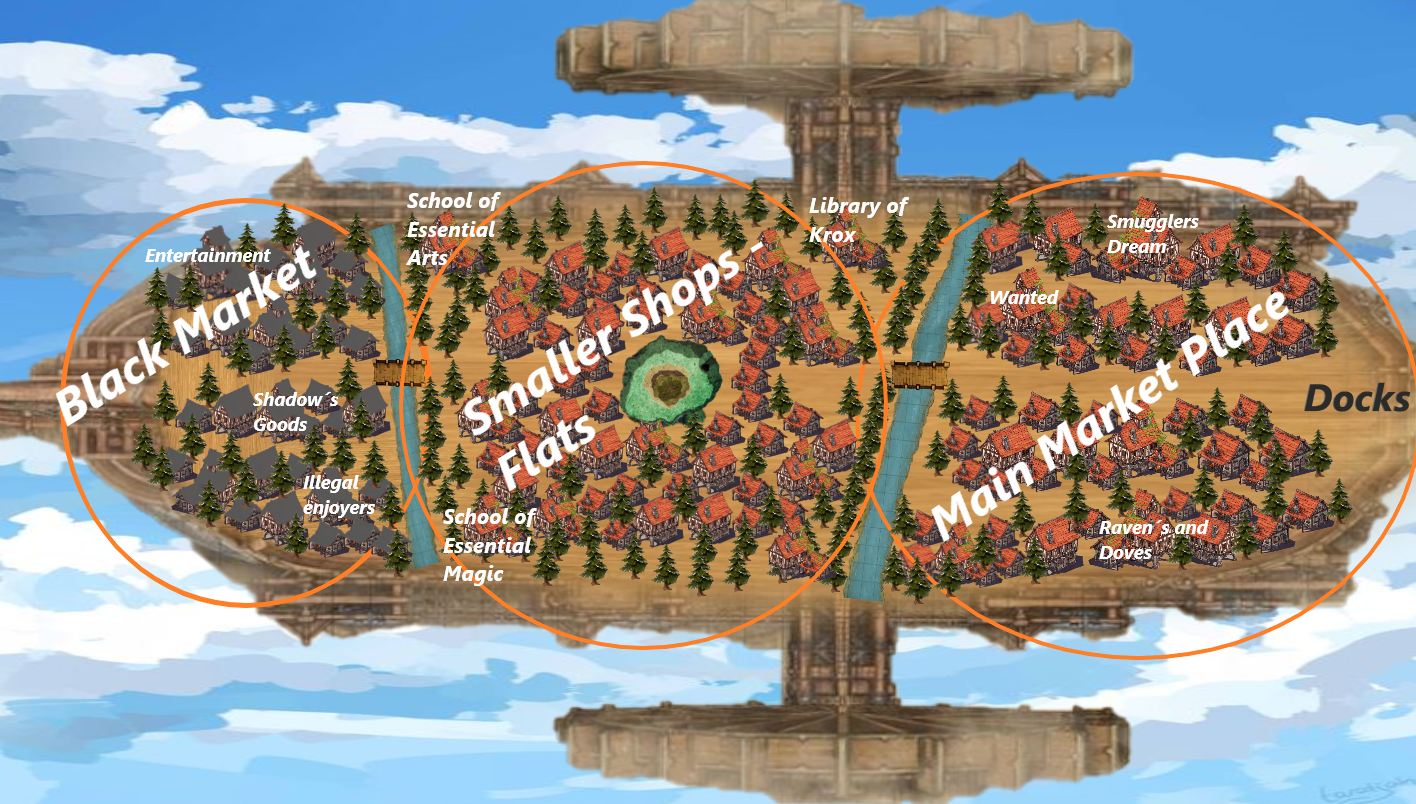 School of
Essential
Arts
Library of
Krox
Smugglers
Dream
Entertainment
Black Market
Smaller Shops -
Flats
Wanted
Main Market Place
Docks
Shadow´s
Goods
Illegal
enjoyers
School of
Essential
Magic
Raven´s and
Doves